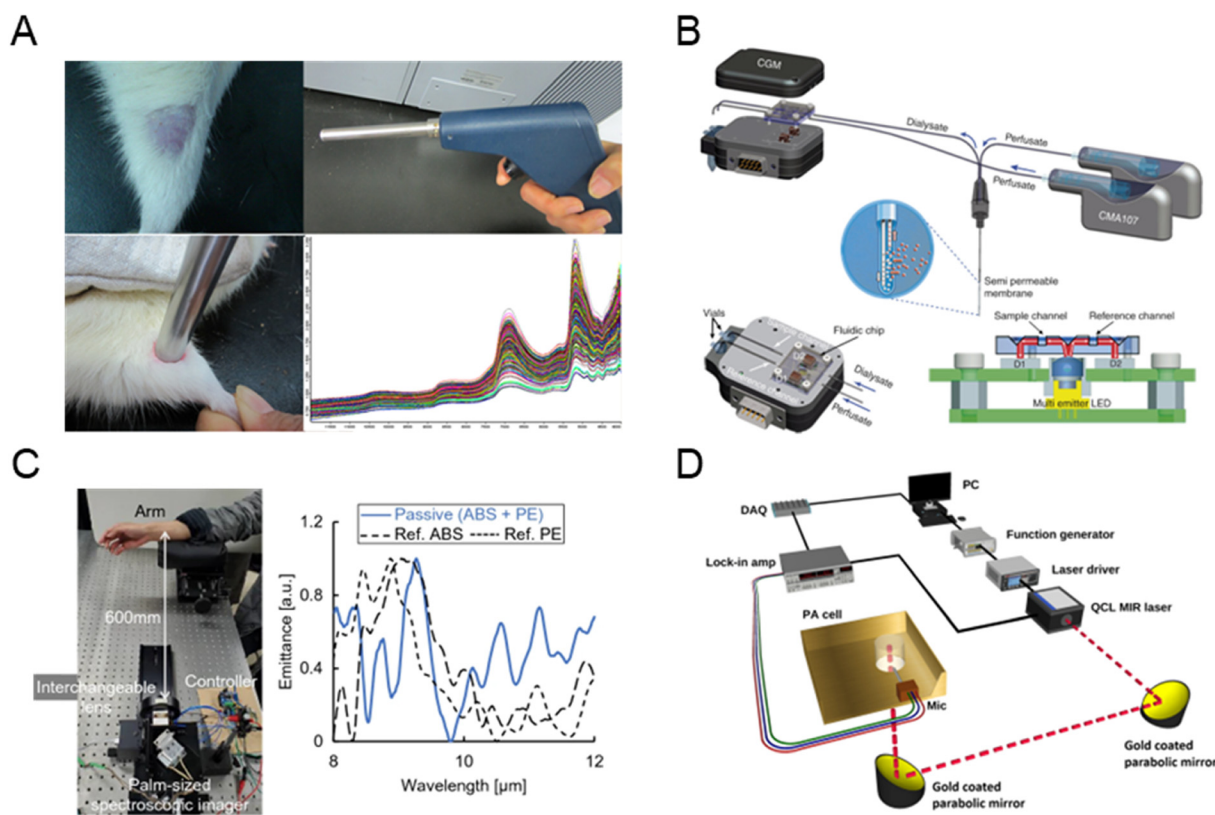 A
B
CGM
Dialysate
Perfusate
Perfusate
CMA107
Semi permeable
membrane
Vials
Fluidic chip
Dialysate
Perfusate
Sample channel
Reference channel
D1
D2
Multi emitter LED
C
Arm
600mm
Interchangeable
lens
Controller
Palm-sized
spectroscopic imager
Passive (ABS + PE)
Ref. ABS
Ref. PE
Emittance [a.u.]
1.2
0.8
0.4
0
8
10
12
Wavelength [µm]
D
PC
DAQ
Function generator
Lock-in amp
Laser driver
QCL MIR laser
PA cell
Mic
Gold coated
parabolic mirror
Gold coated
parabolic mirror